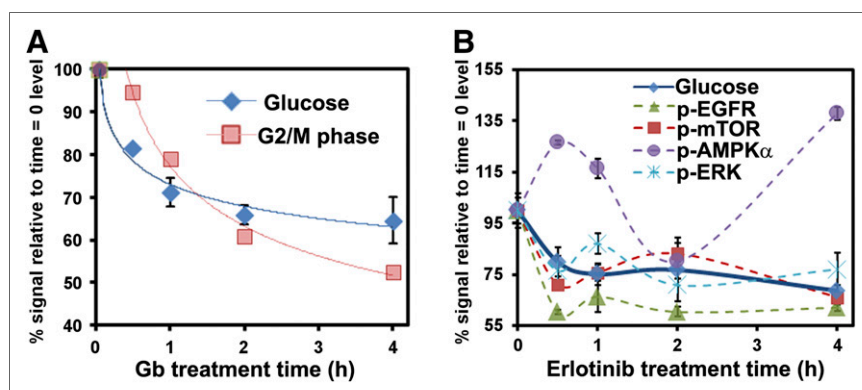 A
% signal relative to time = 0 level
100
90
80
70
60
50
40
0
1
2
3
4
Gb treatment time (h)
Glucose
G2/M phase
B
% signal relative to time = 0 level
155
135
115
95
75
55
0
1
2
3
4
Erlotinib treatment time (h)
Glucose
p-EGFR
p-mTOR
p-AMPKα
p-ERK